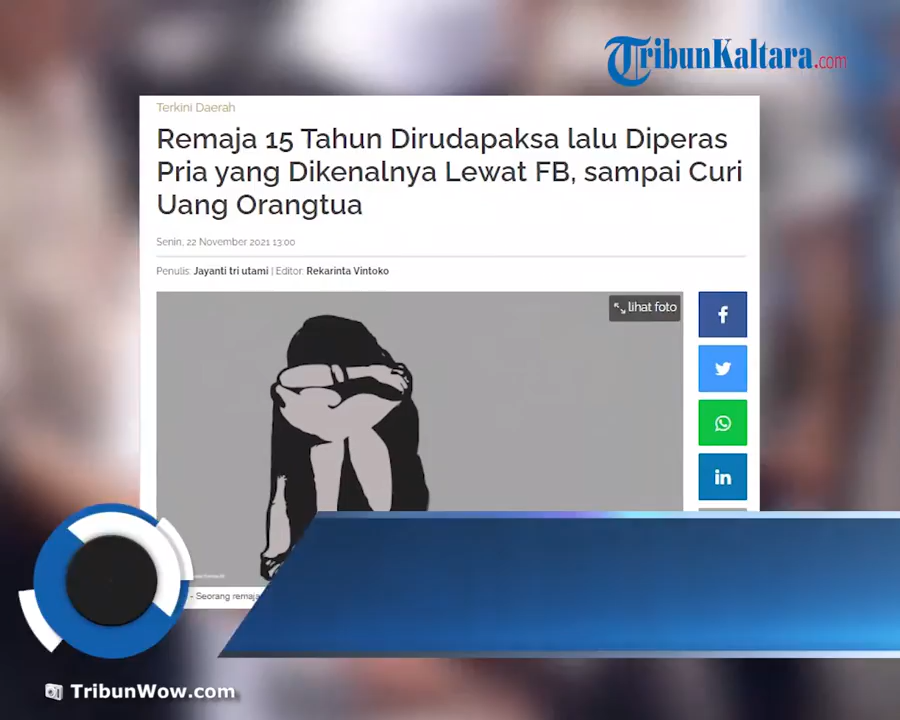 TribunKaltara.com
Terkini Daerah
Remaja 15 Tahun Dirudapaksa lalu Diperas
Pria yang Dikenalnya Lewat FB, sampai Curi
Uang Orangtua
Senin, 22 November 2021 13:00
Penulis: Jayanti tri utami | Editor: Rekarinta Vintoko
lihat foto
- Seorang remaja
TribunWow.com